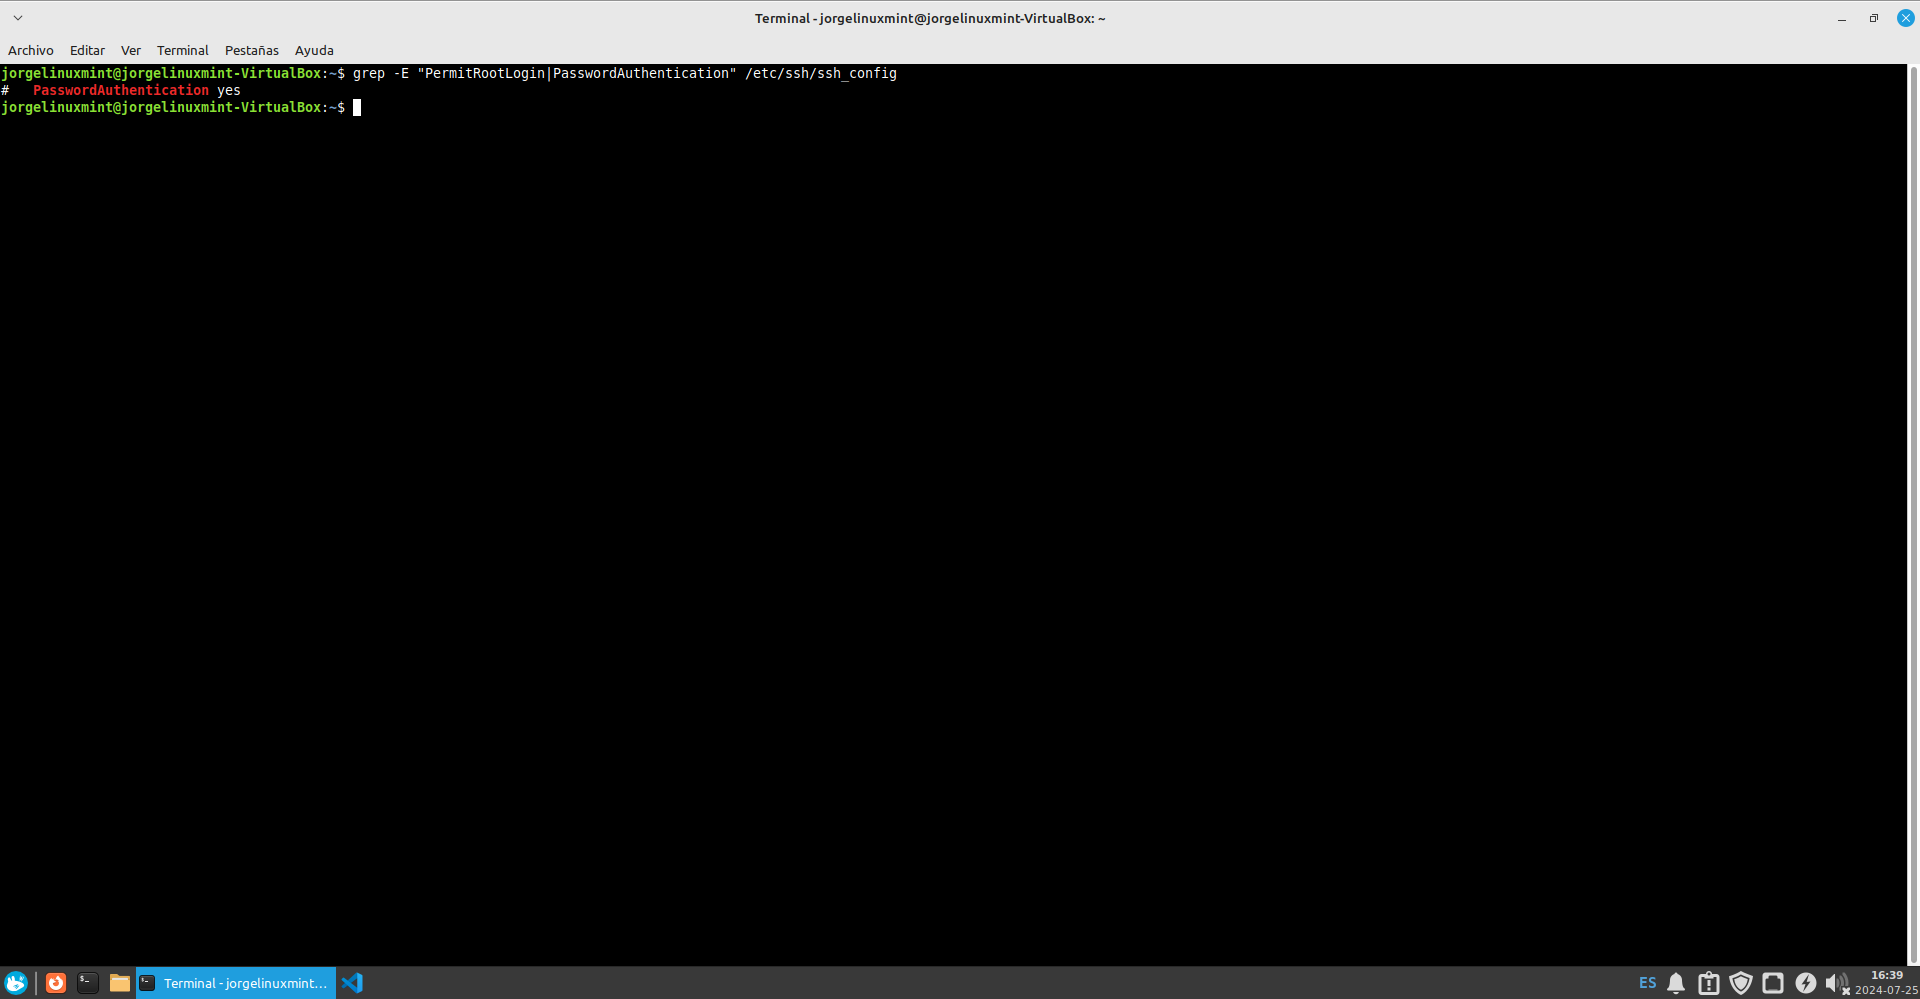 Terminal - jorgelinuxmint@jorgelinuxmint-VirtualBox: ~
Archivo Editar Ver Terminal Pestañas Ayuda
jorgelinuxmint@jorgelinuxmint-VirtualBox:~$ grep -E "PermitRootLogin|PasswordAuthentication" /etc/ssh/ssh_config
#   PasswordAuthentication yes
jorgelinuxmint@jorgelinuxmint-VirtualBox:~$
Terminal - jorgelinuxmint...
ES
16:39
2024-07-25